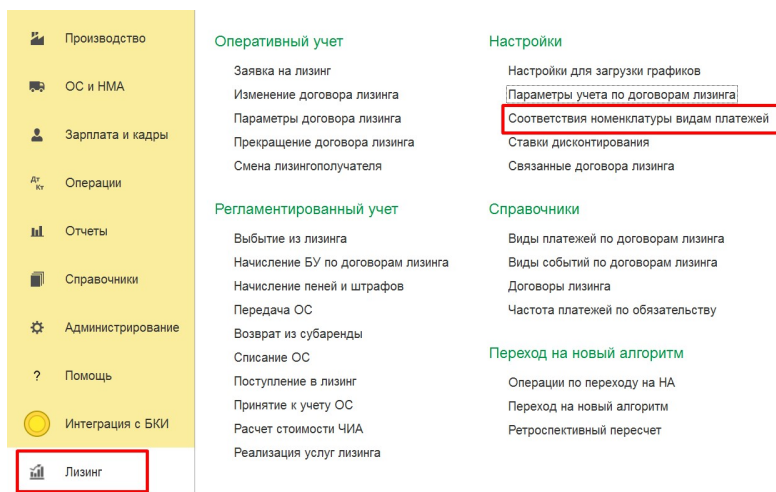 Производство
ОС и НМА
Зарплата и кадры
Дт Кт
Операции
Отчеты
Справочники
Администрирование
?
Помощь
Интеграция с БКИ
Лизинг
Оперативный учет
Заявка на лизинг
Изменение договора лизинга
Параметры договора лизинга
Прекращение договора лизинга
Смена лизингополучателя
Регламентированный учет
Выбытие из лизинга
Начисление БУ по договорам лизинга
Начисление пеней и штрафов
Передача ОС
Возврат из субаренды
Списание ОС
Поступление в лизинг
Принятие к учету ОС
Расчет стоимости ЧИА
Реализация услуг лизинга
Настройки
Настройки для загрузки графиков
Параметры учета по договорам лизинга
Соответствия номенклатуры видам платежей
Ставки дисконтирования
Связанные договора лизинга
Справочники
Виды платежей по договорам лизинга
Виды событий по договорам лизинга
Договоры лизинга
Частота платежей по обязательству
Переход на новый алгоритм
Операции по переходу на НА
Переход на новый алгоритм
Ретроспективный пересчет